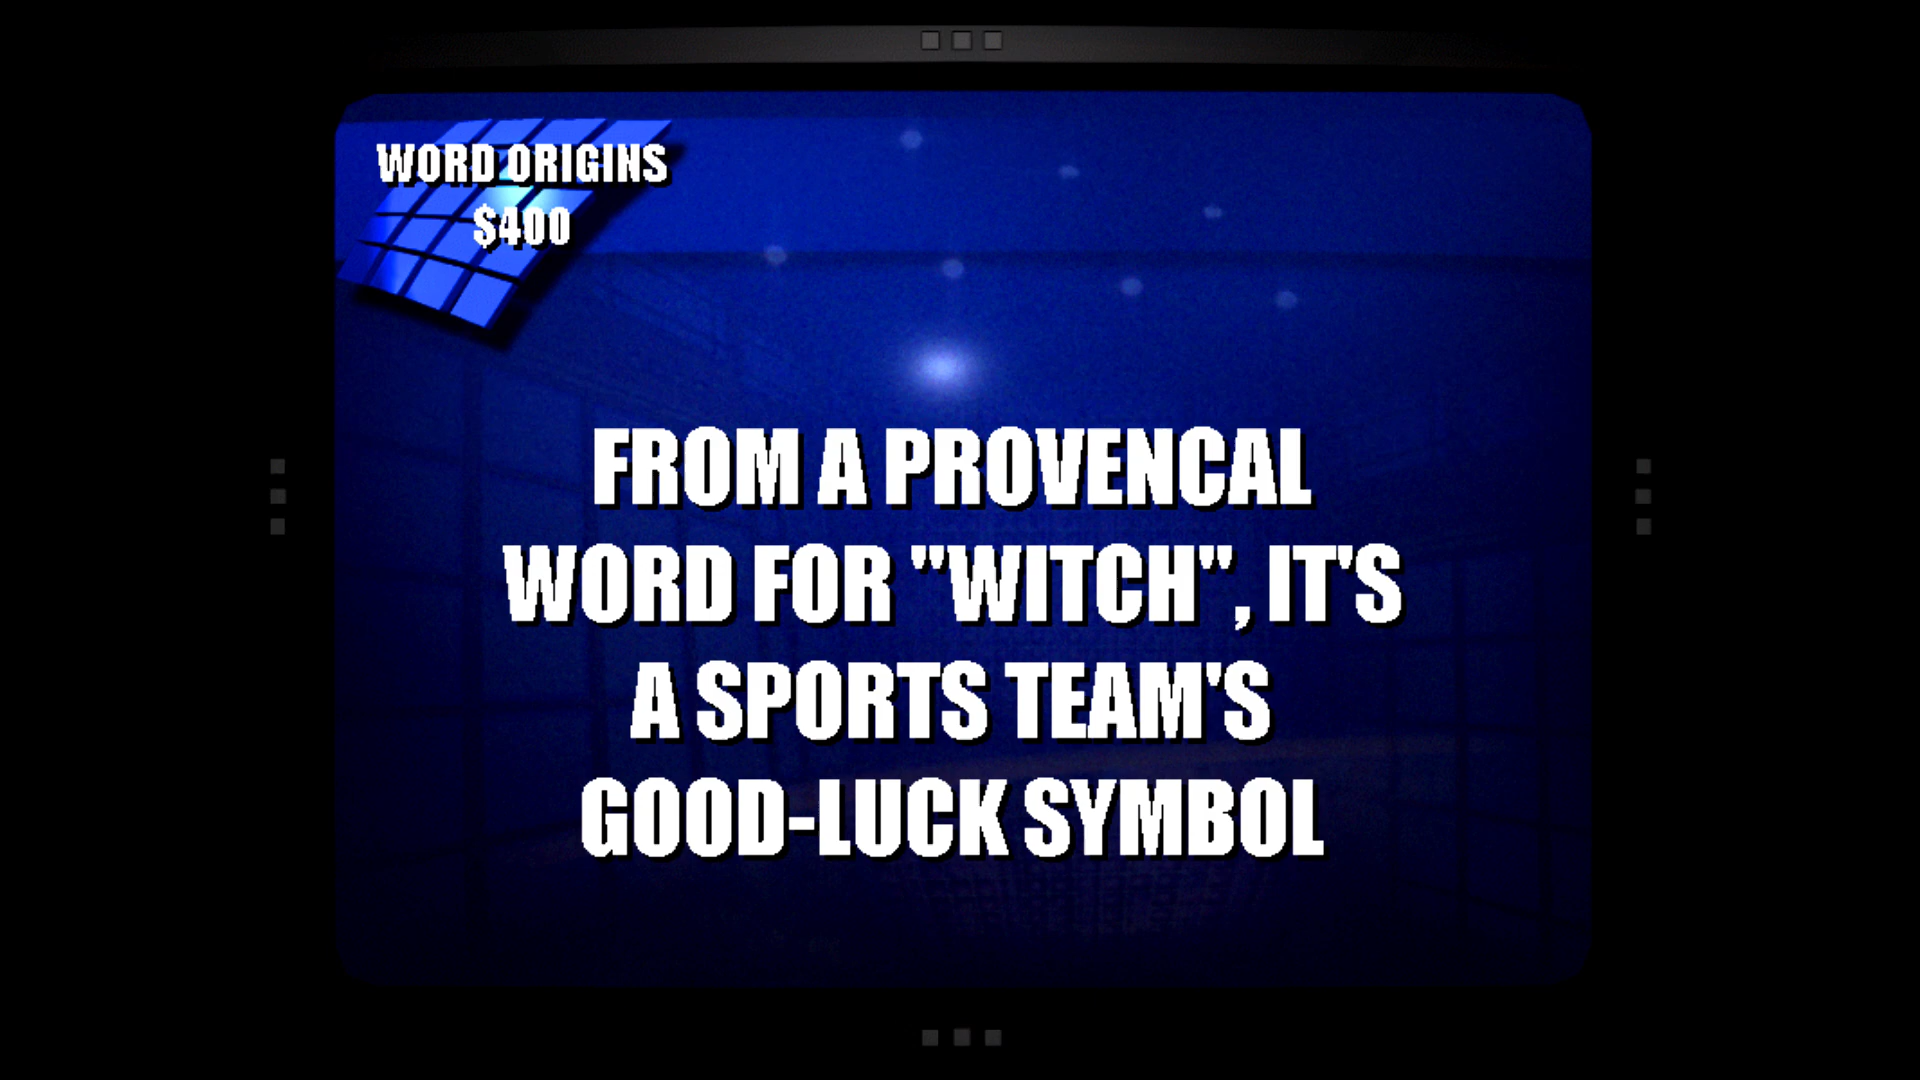 WORD ORIGINS
$400
FROM A PROVENCAL
WORD FOR "WITCH", IT'S
A SPORTS TEAM'S
GOOD-LUCK SYMBOL